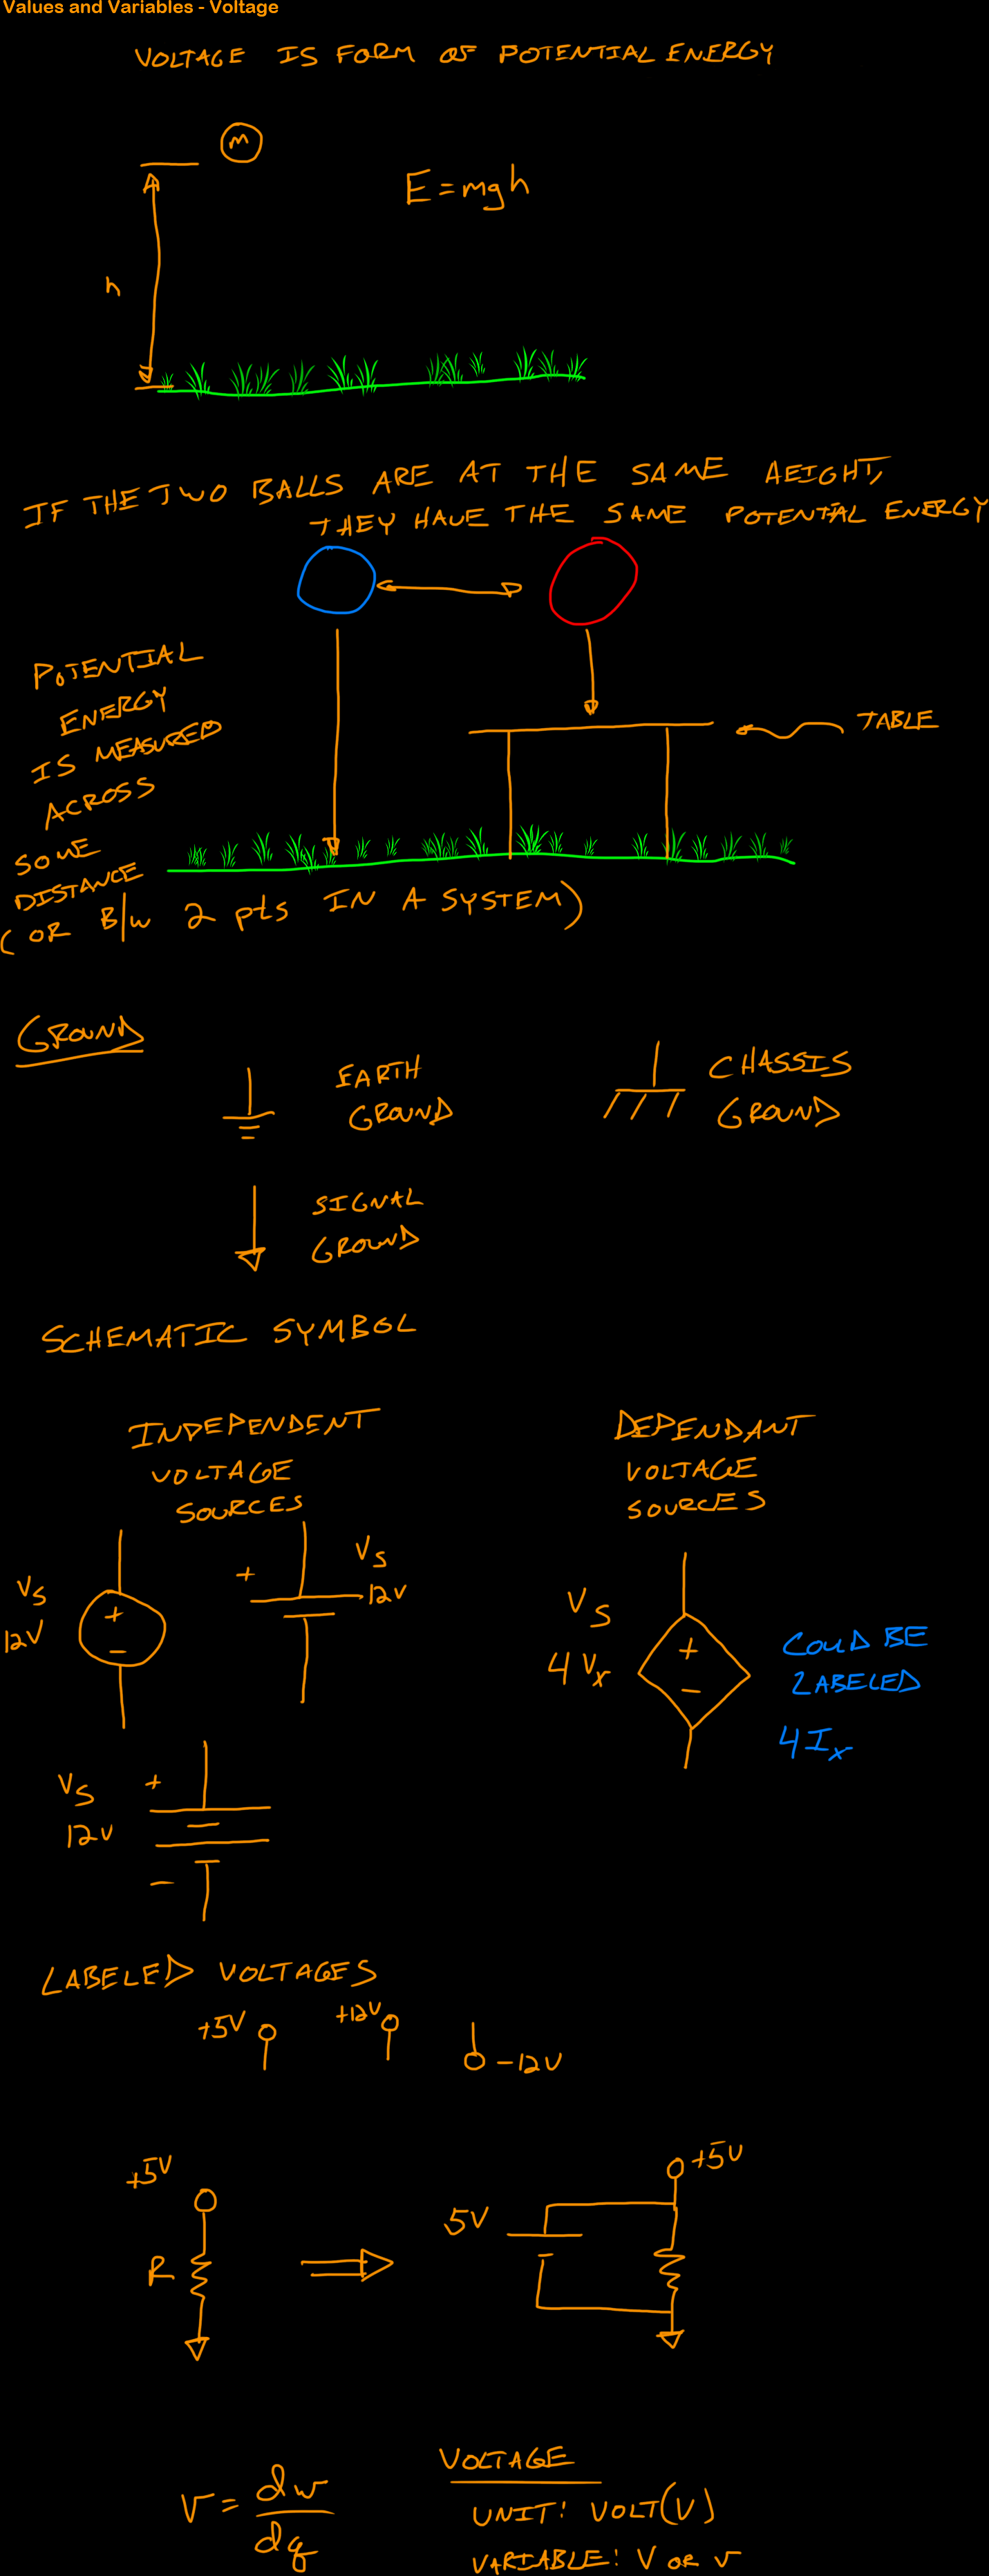 Values and Variables - Voltage
VOLTAGE IS FORM OF POTENTIAL ENERGY
m
E = mgh
h
IF THE TWO BALLS ARE AT THE SAME HEIGHT,
THEY HAVE THE SAME POTENTIAL ENERGY
POTENTIAL
ENERGY
IS MEASURED
ACROSS
SOME
DISTANCE
(OR B/W 2 pts IN A SYSTEM)
TABLE
GROUND
EARTH
GROUND
CHASSIS
GROUND
SIGNAL
GROUND
SCHEMATIC SYMBOL
INDEPENDENT
VOLTAGE
SOURCES
DEPENDANT
VOLTAGE
SOURCES
Vs
12V
+
-
+
Vs
12V
Vs
4Vx
+
-
COULD BE
LABELED
4Ix
Vs
12V
+
-
LABELED VOLTAGES
+5V
+12V
-12V
+5V
R
5V
+5V
v = dw/dq
VOLTAGE
UNIT: VOLT(V)
VARIABLE: V OR v